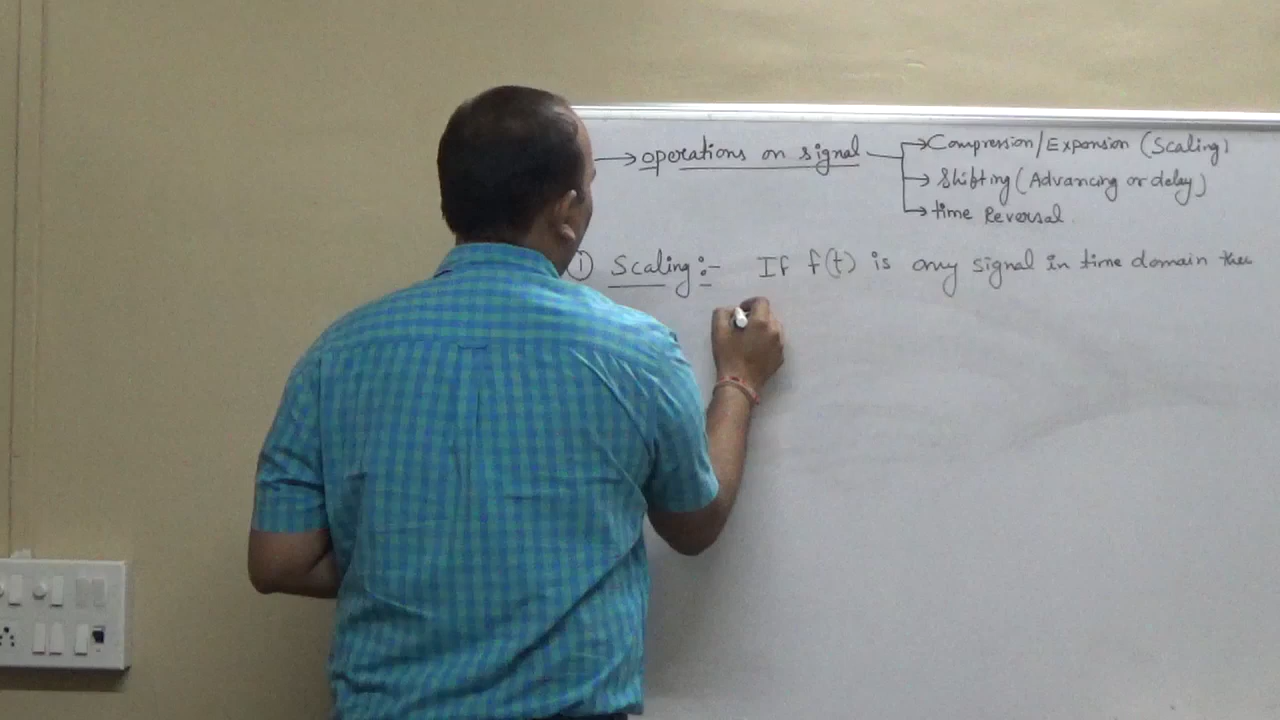 → operations on signal → Compression/Expansion (Scaling)
→ Shifting (Advancing or delay)
→ time Reversal.
① Scaling:- If f(t) is any signal in time domain then